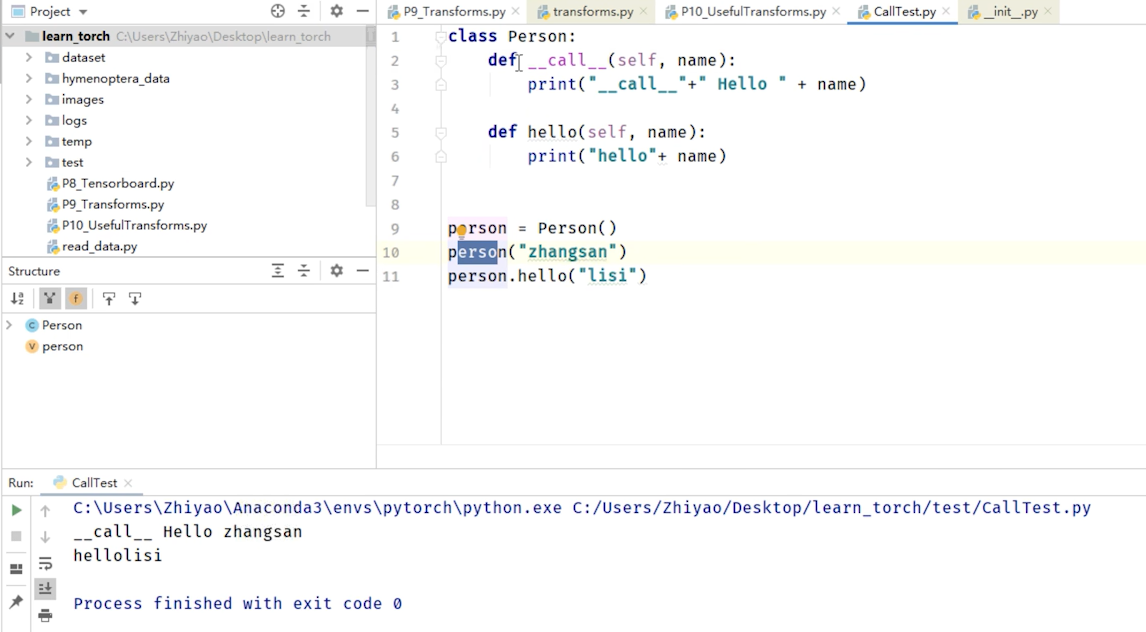 Project
P9_Transforms.py
transforms.py
P10_UsefulTransforms.py
CallTest.py
__init__.py
learn_torch C:\Users\Zhiyao\Desktop\learn_torch
dataset
hymenoptera_data
images
logs
temp
test
P8_Tensorboard.py
P9_Transforms.py
P10_UsefulTransforms.py
read_data.py
Structure
Person
person
1 class Person:
2 def __call__(self, name):
3 print("__call__"+" Hello " + name)
4
5 def hello(self, name):
6 print("hello"+ name)
7
8
9 person = Person()
10 person("zhangsan")
11 person.hello("lisi")
Run: CallTest
C:\Users\Zhiyao\Anaconda3\envs\pytorch\python.exe C:/Users/Zhiyao/Desktop/learn_torch/test/CallTest.py
__call__ Hello zhangsan
hellolisi
Process finished with exit code 0